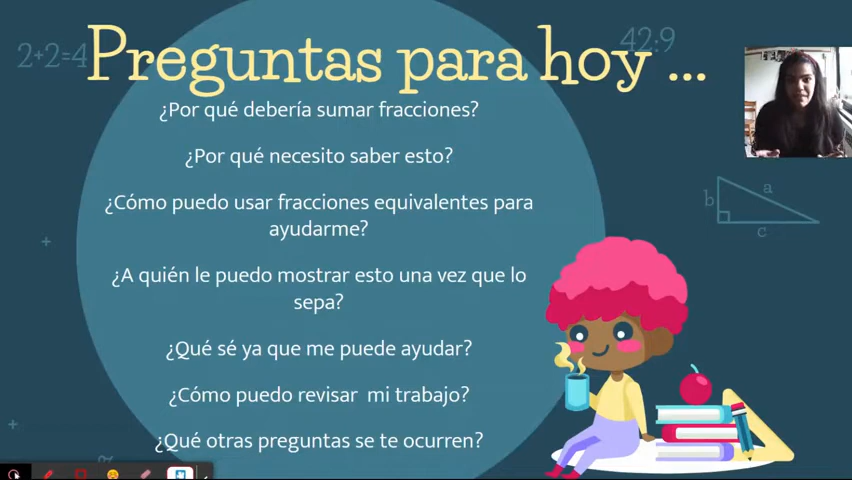 2+2=4
42:9
Preguntas para hoy ...
¿Por qué debería sumar fracciones?
¿Por qué necesito saber esto?
¿Cómo puedo usar fracciones equivalentes para
ayudarme?
¿A quién le puedo mostrar esto una vez que lo
sepa?
¿Qué sé ya que me puede ayudar?
¿Cómo puedo revisar mi trabajo?
¿Qué otras preguntas se te ocurren?
b
a
c